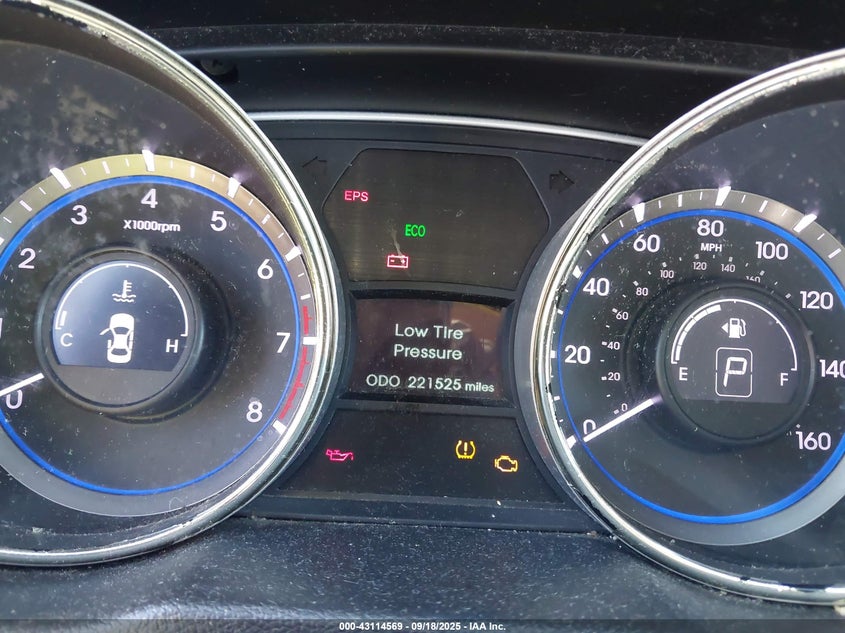 0
1
2
3
4
5
6
7
8
X1000rpm
C
H
EPS
ECO
Low Tire
Pressure
ODO 221525 miles
0
20
40
60
80
100
120
140
160
MPH
0
20
40
60
80
100
120
140
160
E
F
P
000-43114569 @ 09/18/2025 - IAA Inc.